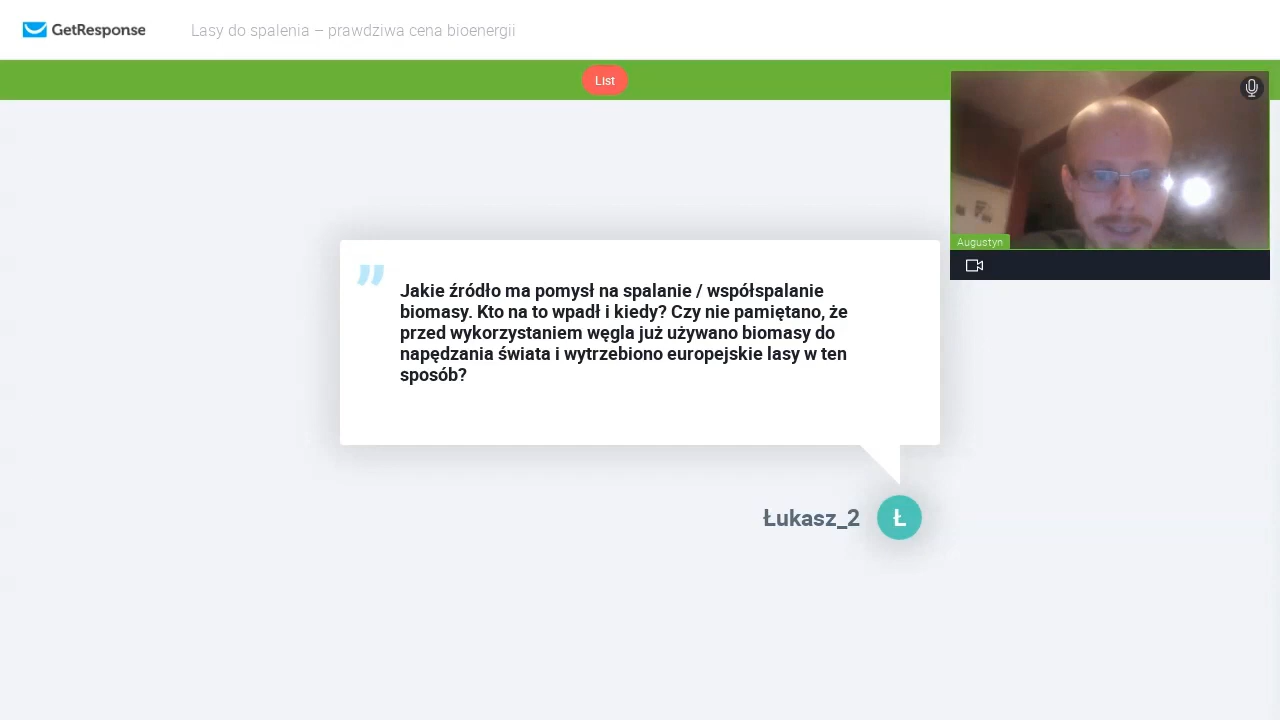 GetResponse
Lasy do spalenia – prawdziwa cena bioenergii
List
Augustyn
Jakie źródło ma pomysł na spalanie / współspalanie
biomasy. Kto na to wpadł i kiedy? Czy nie pamiętano, że
przed wykorzystaniem węgla już używano biomasy do
napędzania świata i wytrzebiono europejskie lasy w ten
sposób?
Łukasz_2
Ł